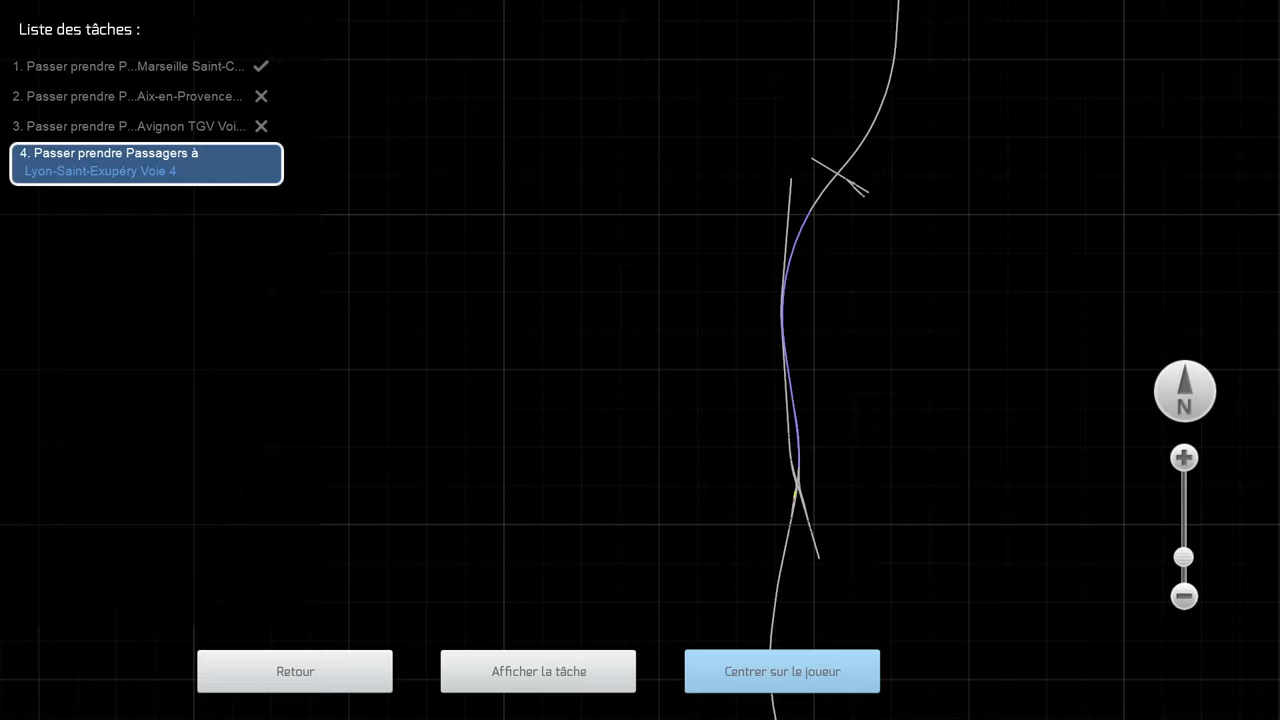 Liste des tâches :
1. Passer prendre P...Marseille Saint-C...
2. Passer prendre P...Aix-en-Provence...
3. Passer prendre P...Avignon TGV Voi...
4. Passer prendre Passagers à
Lyon-Saint-Exupéry Voie 4
N
Retour
Afficher la tâche
Centrer sur le joueur